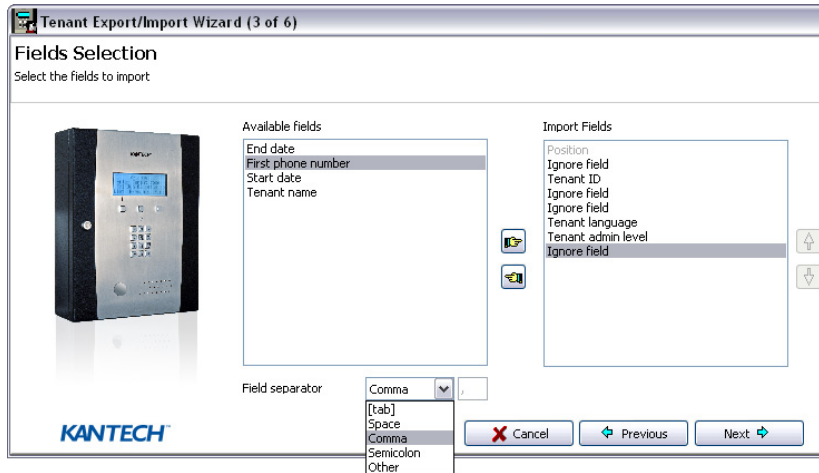 Tenant Export/Import Wizard (3 of 6)
Fields Selection
Select the fields to import
Available fields
End date
First phone number
Start date
Tenant name
Import Fields
Position
Ignore field
Tenant ID
Ignore field
Ignore field
Tenant language
Tenant admin level
Ignore field
KANTECH
Field separator
Comma
,
[tab]
Space
Comma
Semicolon
Other
KANTECH
Cancel
Previous
Next